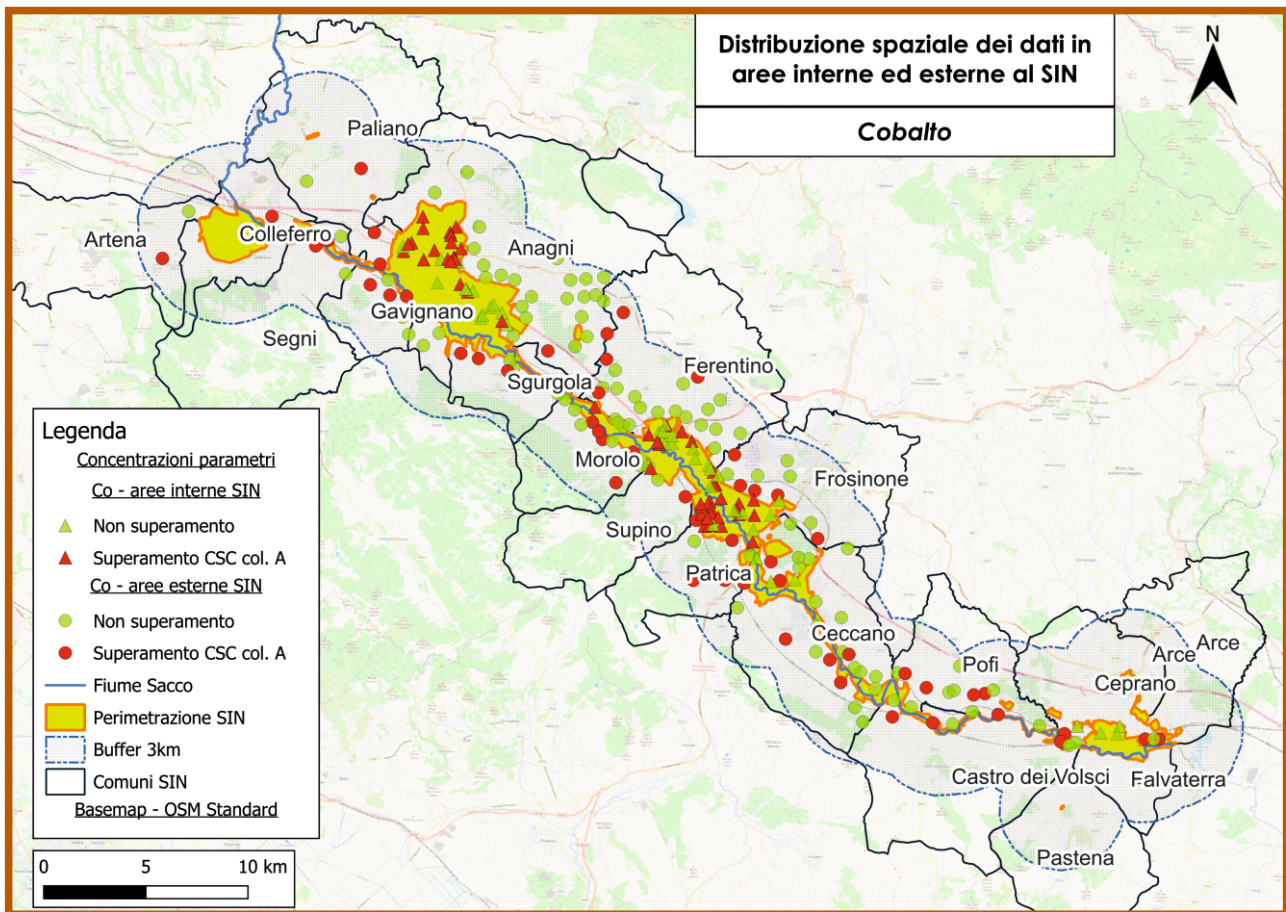 Distribuzione spaziale dei dati in
aree interne ed esterne al SIN
Cobalto
N
Paliano
Artena
Colleferro
Anagni
Gavignano
Segni
Sgurgola
Ferentino
Morolo
Frosinone
Supino
Patrica
Ceccano
Pofi
Arce
Arce
Ceprano
Castro dei Volsci
Falvaterra
Pastena
Legenda
Concentrazioni parametri
Co - aree interne SIN
Non superamento
Superamento CSC col. A
Co - aree esterne SIN
Non superamento
Superamento CSC col. A
Fiume Sacco
Perimetrazione SIN
Buffer 3km
Comuni SIN
Basemap - OSM Standard
0 5 10 km